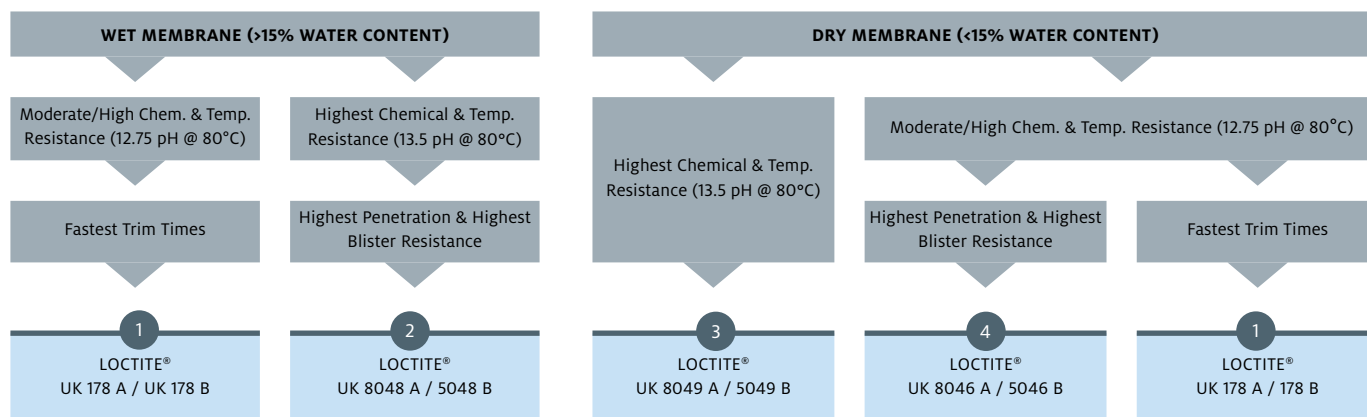 WET MEMBRANE (>15% WATER CONTENT)
Moderate/High Chem. & Temp.
Resistance (12.75 pH @ 80°C)
Highest Chemical & Temp.
Resistance (13.5 pH @ 80°C)
Fastest Trim Times
Highest Penetration & Highest
Blister Resistance
1
LOCTITE®
UK 178 A / UK 178 B
2
LOCTITE®
UK 8048 A / 5048 B
DRY MEMBRANE (<15% WATER CONTENT)
Highest Chemical & Temp.
Resistance (13.5 pH @ 80°C)
Moderate/High Chem. & Temp. Resistance (12.75 pH @ 80°C)
Highest Penetration & Highest
Blister Resistance
Fastest Trim Times
3
LOCTITE®
UK 8049 A / 5049 B
4
LOCTITE®
UK 8046 A / 5046 B
1
LOCTITE®
UK 178 A / 178 B